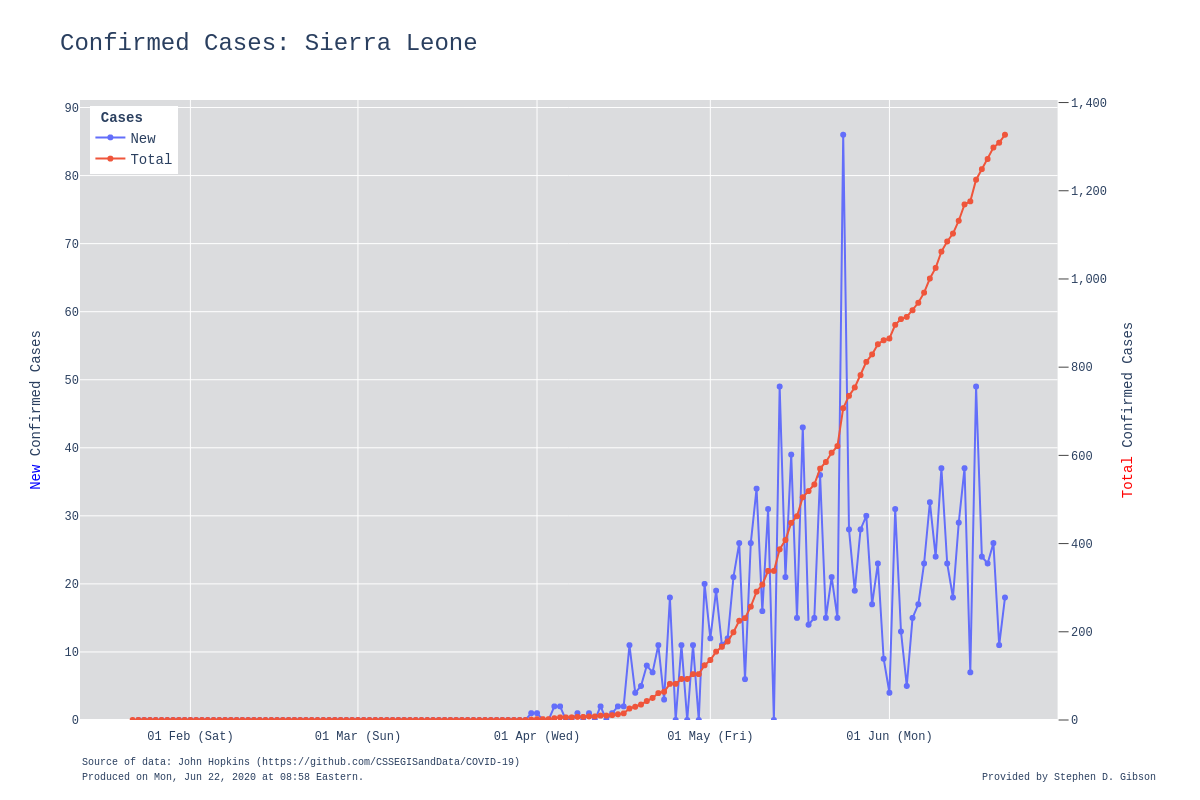 Confirmed Cases: Sierra Leone
Cases
New
Total
90
80
70
60
50
40
30
20
10
0
New Confirmed Cases
1,400
1,200
1,000
800
600
400
200
0
Total Confirmed Cases
01 Feb (Sat)
01 Mar (Sun)
01 Apr (Wed)
01 May (Fri)
01 Jun (Mon)
Source of data: John Hopkins (https://github.com/CSSEGISandData/COVID-19)
Produced on Mon, Jun 22, 2020 at 08:58 Eastern.
Provided by Stephen D. Gibson